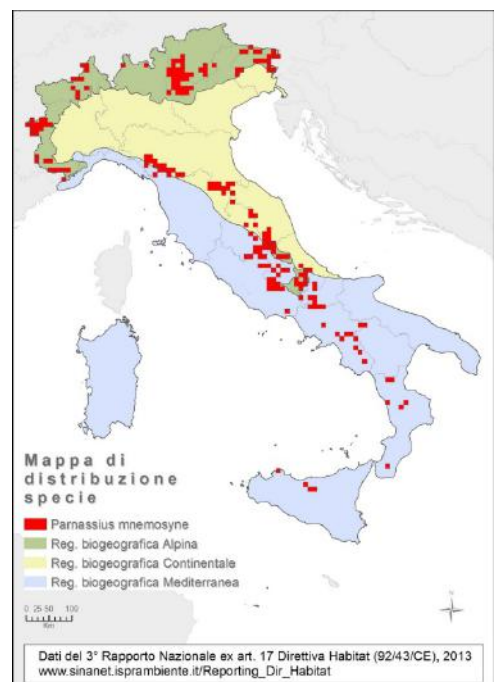 Mappa di
distribuzione
specie
Parnassius mnemosyne
Reg. biogeografica Alpina
Reg. biogeografica Continentale
Reg. biogeografica Mediterranea
0 25 50 100
Km
N
Dati del 3° Rapporto Nazionale ex art. 17 Direttiva Habitat (92/43/CE), 2013
www.sinanet.isprambiente.it/Reporting_Dir_Habitat